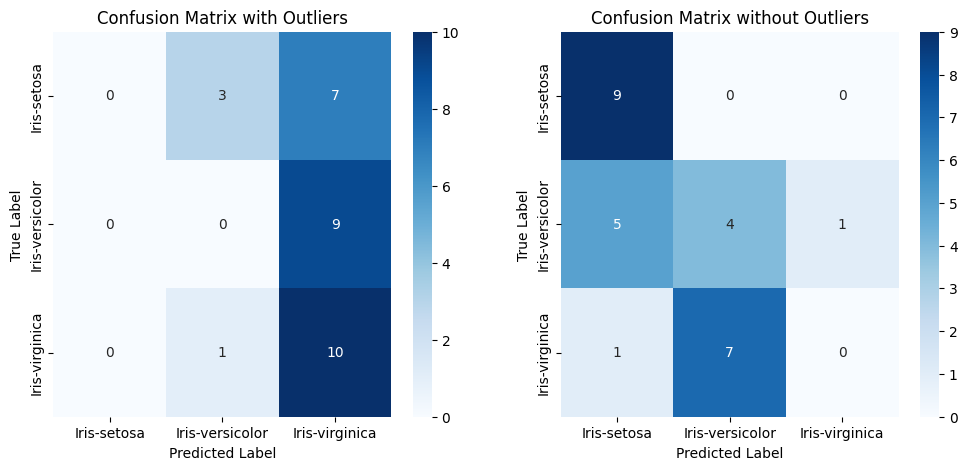 Confusion Matrix with Outliers
True Label
Iris-setosa
Iris-versicolor
Iris-virginica
0 3 7
0 0 9
0 1 10
Iris-setosa Iris-versicolor Iris-virginica
Predicted Label
10
8
6
4
2
0
Confusion Matrix without Outliers
True Label
Iris-setosa
Iris-versicolor
Iris-virginica
9 0 0
5 4 1
1 7 0
Iris-setosa Iris-versicolor Iris-virginica
Predicted Label
9
8
7
6
5
4
3
2
1
0